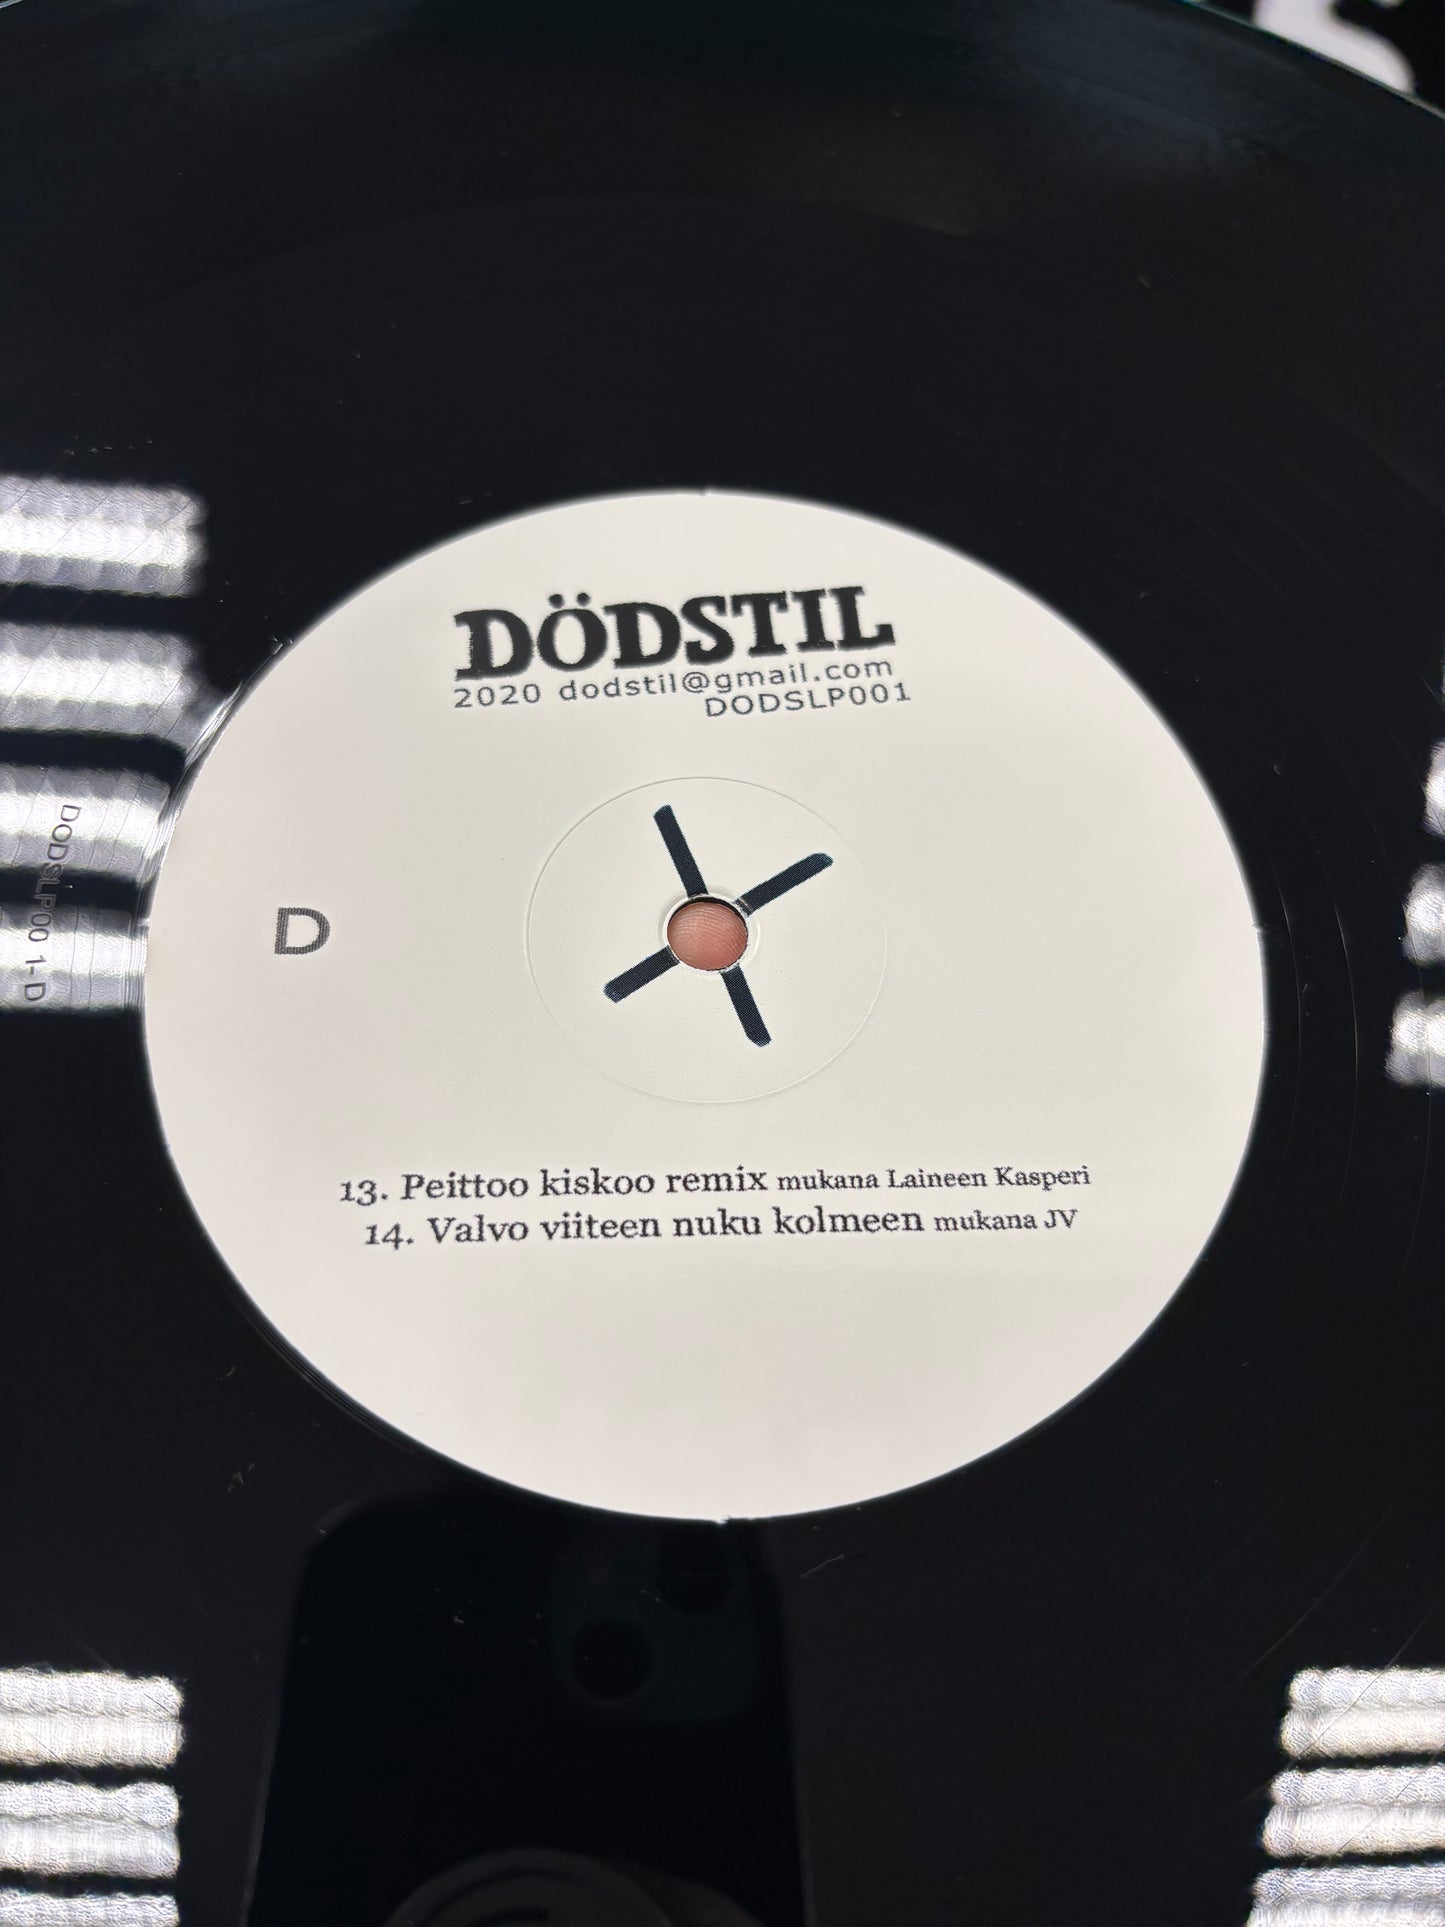 DÖDSTIL
2020 dodstil@gmail.com
DODSLP001
D
DODSLP00 1-D
13. Peittoo kiskoo remix mukana Laineen Kasperi
14. Valvo viiteen nuku kolmeen mukana JV